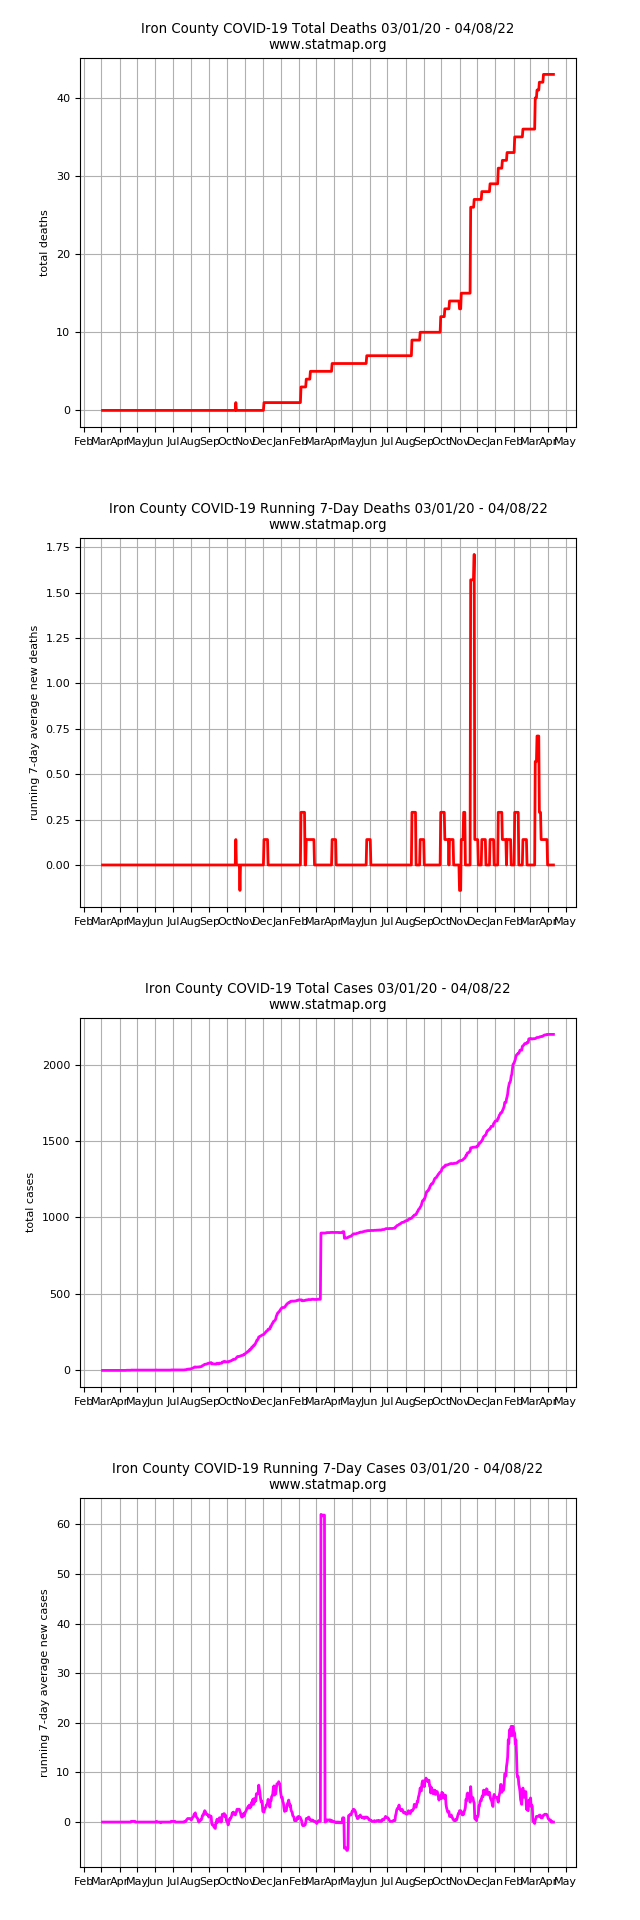 Iron County COVID-19 Total Deaths 03/01/20 - 04/08/22
www.statmap.org
total deaths
40
30
20
10
0
Feb Mar Apr May Jun Jul Aug Sep Oct Nov Dec Jan Feb Mar Apr May Jun Jul Aug Sep Oct Nov Dec Jan Feb Mar Apr May
Iron County COVID-19 Running 7-Day Deaths 03/01/20 - 04/08/22
www.statmap.org
running 7-day average new deaths
1.75
1.50
1.25
1.00
0.75
0.50
0.25
0.00
Feb Mar Apr May Jun Jul Aug Sep Oct Nov Dec Jan Feb Mar Apr May Jun Jul Aug Sep Oct Nov Dec Jan Feb Mar Apr May
Iron County COVID-19 Total Cases 03/01/20 - 04/08/22
www.statmap.org
total cases
2000
1500
1000
500
0
Feb Mar Apr May Jun Jul Aug Sep Oct Nov Dec Jan Feb Mar Apr May Jun Jul Aug Sep Oct Nov Dec Jan Feb Mar Apr May
Iron County COVID-19 Running 7-Day Cases 03/01/20 - 04/08/22
www.statmap.org
running 7-day average new cases
60
50
40
30
20
10
0
Feb Mar Apr May Jun Jul Aug Sep Oct Nov Dec Jan Feb Mar Apr May Jun Jul Aug Sep Oct Nov Dec Jan Feb Mar Apr May